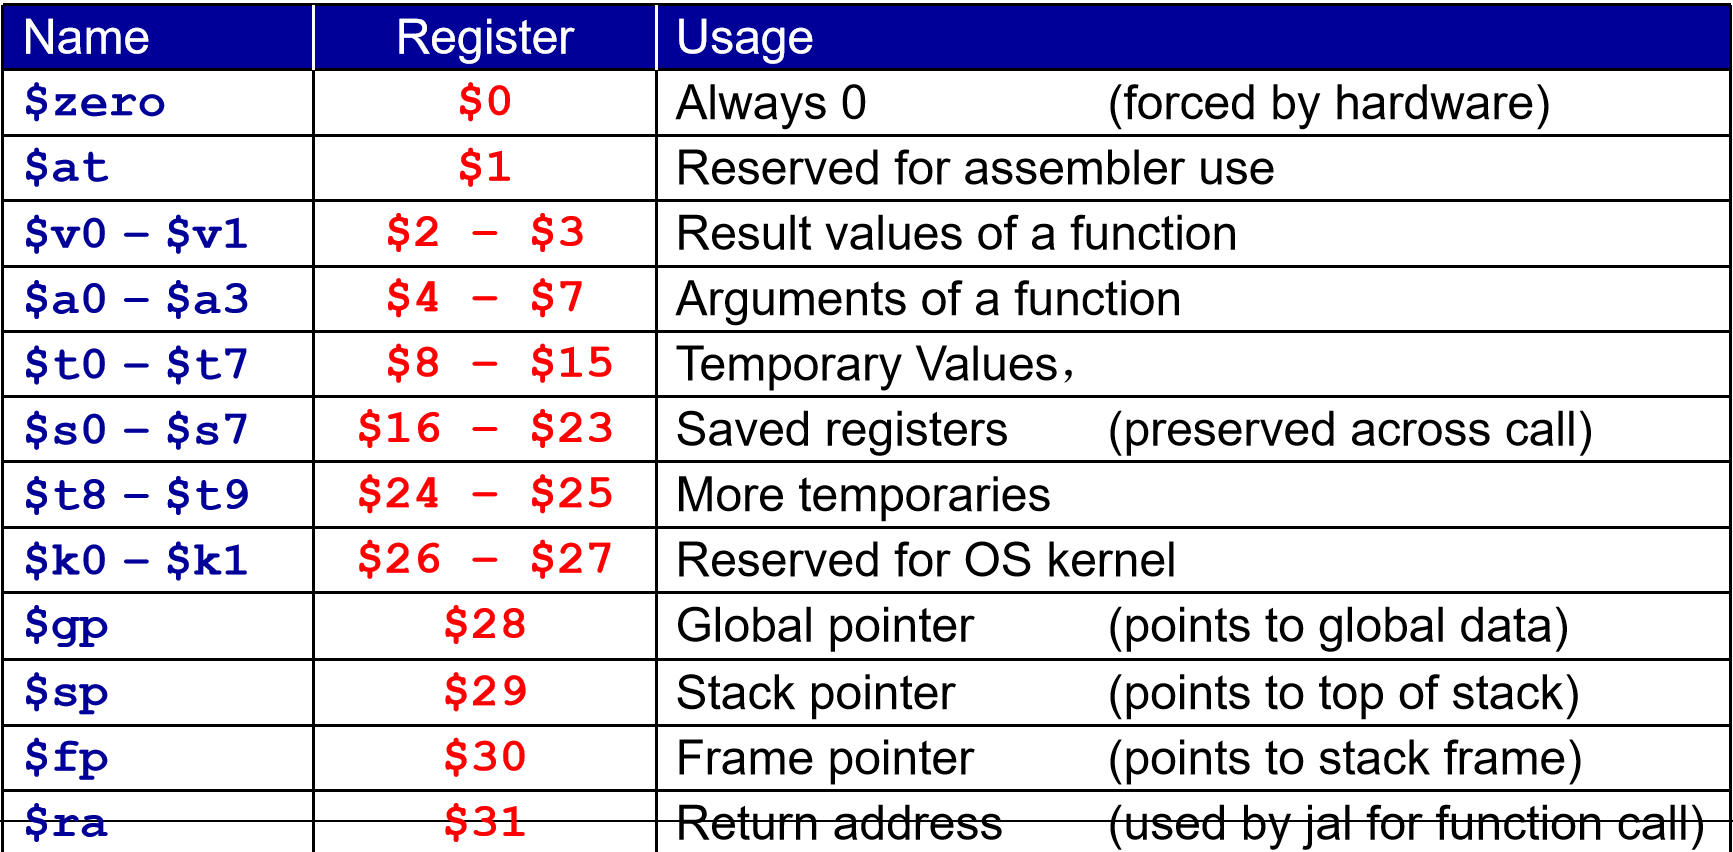 Name Register Usage
$zero $0 Always 0 (forced by hardware)
$at $1 Reserved for assembler use
$v0 – $v1 $2 – $3 Result values of a function
$a0 – $a3 $4 – $7 Arguments of a function
$t0 – $t7 $8 – $15 Temporary Values，
$s0 – $s7 $16 – $23 Saved registers (preserved across call)
$t8 – $t9 $24 – $25 More temporaries
$k0 – $k1 $26 – $27 Reserved for OS kernel
$gp $28 Global pointer (points to global data)
$sp $29 Stack pointer (points to top of stack)
$fp $30 Frame pointer (points to stack frame)
$ra $31 Return address (used by jal for function call)